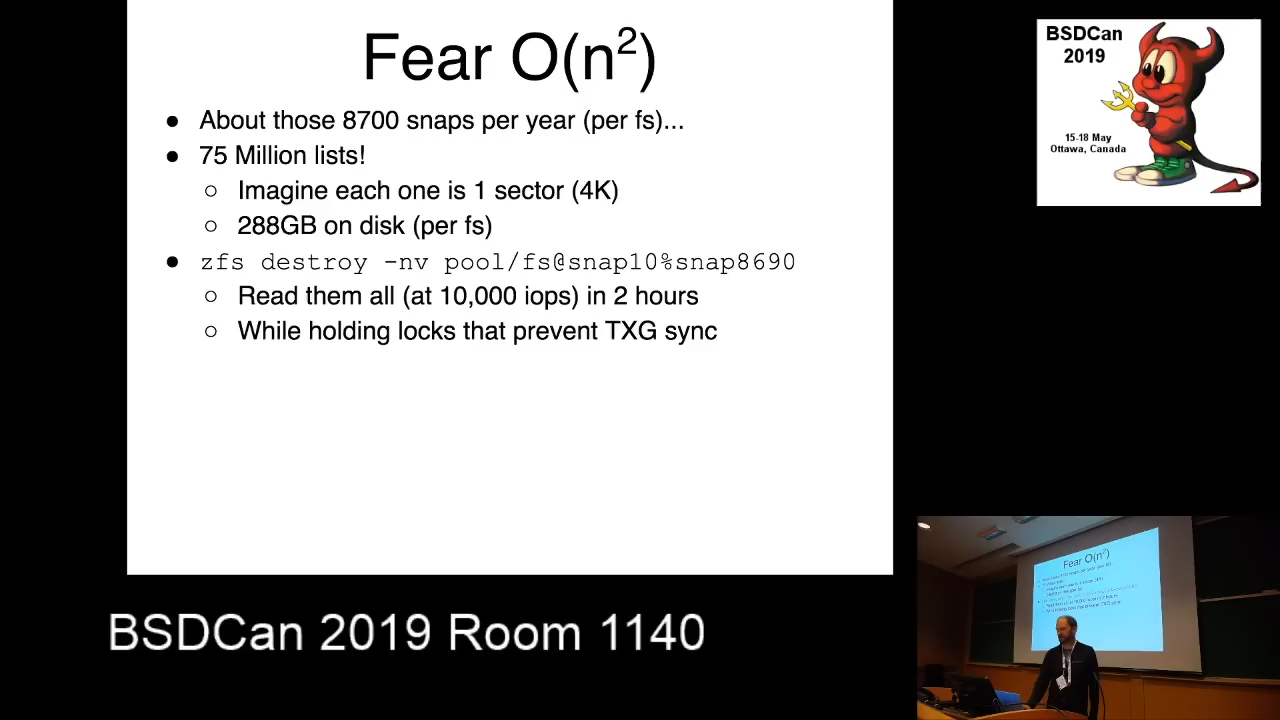 Fear O(n²)
● About those 8700 snaps per year (per fs)...
● 75 Million lists!
○ Imagine each one is 1 sector (4K)
○ 288GB on disk (per fs)
● zfs destroy -nv pool/fs@snap10%snap8690
○ Read them all (at 10,000 iops) in 2 hours
○ While holding locks that prevent TXG sync
BSDCan
2019
15-18 May
Ottawa, Canada
BSDCan 2019 Room 1140
Fear O(n²)